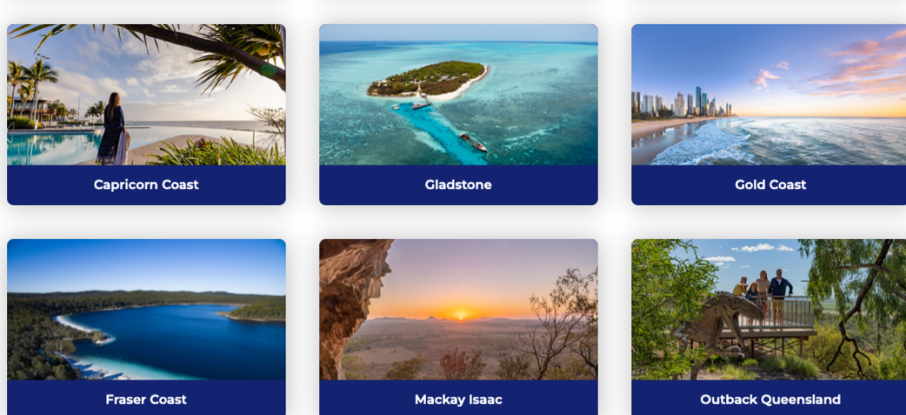 Capricorn Coast
Gladstone
Gold Coast
Fraser Coast
Mackay Isaac
Outback Queensland